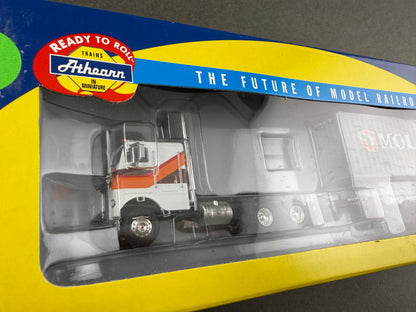 READY TO ROLL
TRAINS
Athearn
IN
MINIATURE
THE FUTURE OF MODEL RAILRO
MOL